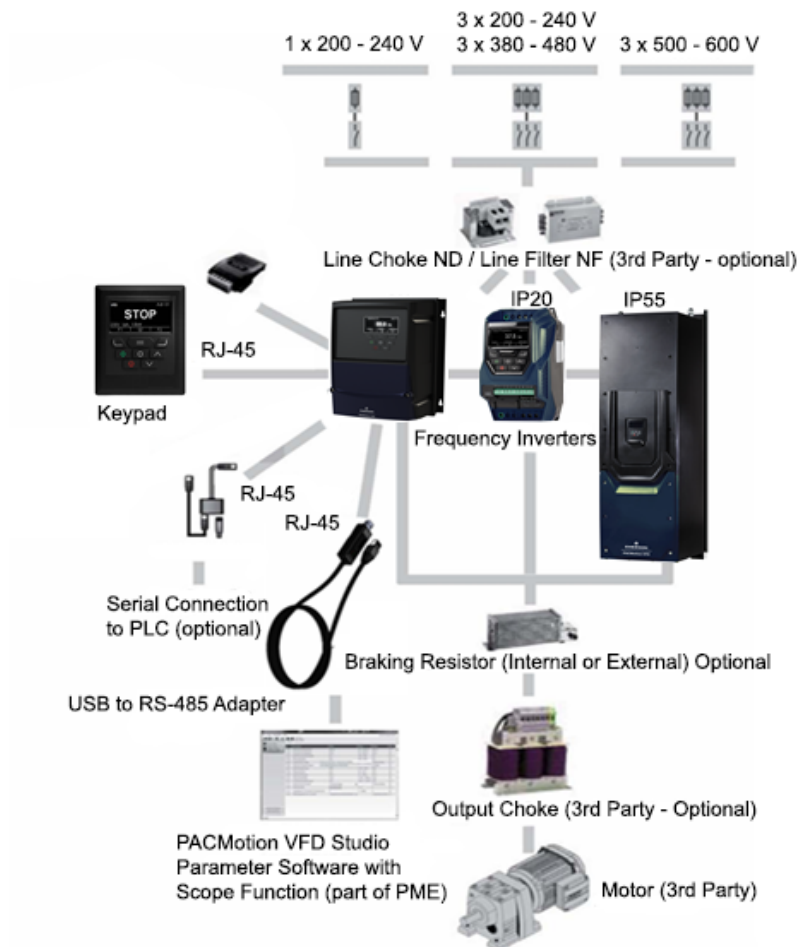 1 x 200 - 240 V
3 x 200 - 240 V
3 x 380 - 480 V
3 x 500 - 600 V
Line Choke ND / Line Filter NF (3rd Party - optional)
IP20
IP55
STOP
RJ-45
Keypad
Frequency Inverters
RJ-45
RJ-45
Serial Connection
to PLC (optional)
Braking Resistor (Internal or External) Optional
USB to RS-485 Adapter
Output Choke (3rd Party - Optional)
PACMotion VFD Studio
Parameter Software with
Scope Function (part of PME)
Motor (3rd Party)